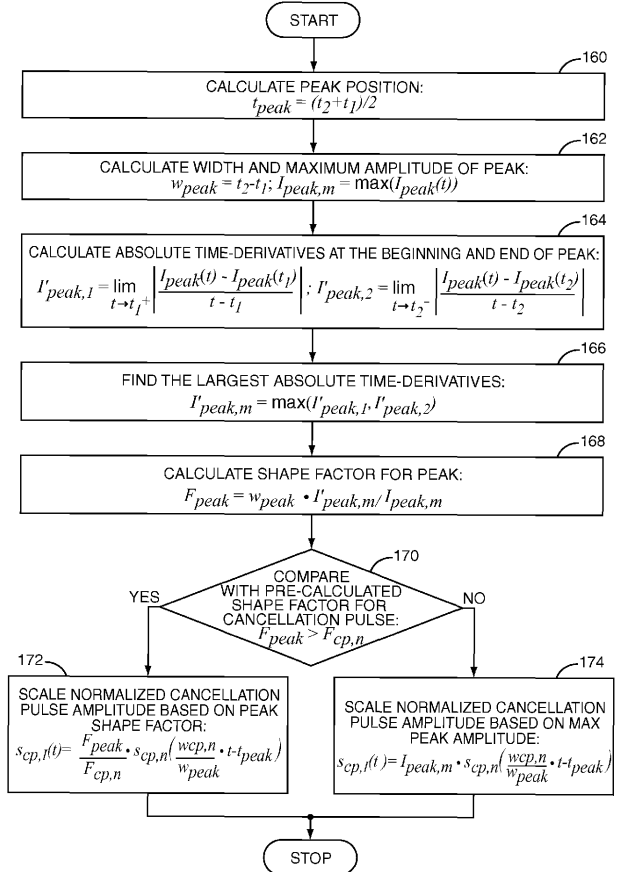 START
160
CALCULATE PEAK POSITION:
t_peak = (t_2+t_1)/2
162
CALCULATE WIDTH AND MAXIMUM AMPLITUDE OF PEAK:
w_peak = t_2-t_1; I_peak,m = max(I_peak(t))
164
CALCULATE ABSOLUTE TIME-DERIVATIVES AT THE BEGINNING AND END OF PEAK:
I'_peak,1 = lim t→t_1^+ | (I_peak(t) - I_peak(t_1)) / (t - t_1) | ; I'_peak,2 = lim t→t_2^- | (I_peak(t) - I_peak(t_2)) / (t - t_2) |
166
FIND THE LARGEST ABSOLUTE TIME-DERIVATIVES:
I'_peak,m = max(I'_peak,1, I'_peak,2)
168
CALCULATE SHAPE FACTOR FOR PEAK:
F_peak = w_peak • I'_peak,m / I_peak,m
170
COMPARE
WITH PRE-CALCULATED
SHAPE FACTOR FOR
CANCELLATION PULSE:
F_peak > F_cp,n
YES
NO
172
SCALE NORMALIZED CANCELLATION
PULSE AMPLITUDE BASED ON PEAK
SHAPE FACTOR:
s_cp,l(t) = F_peak / F_cp,n • s_cp,n(wcp,n / w_peak • t-t_peak)
174
SCALE NORMALIZED CANCELLATION
PULSE AMPLITUDE BASED ON MAX
PEAK AMPLITUDE:
s_cp,l(t) = I_peak,m • s_cp,n(wcp,n / w_peak • t-t_peak)
STOP